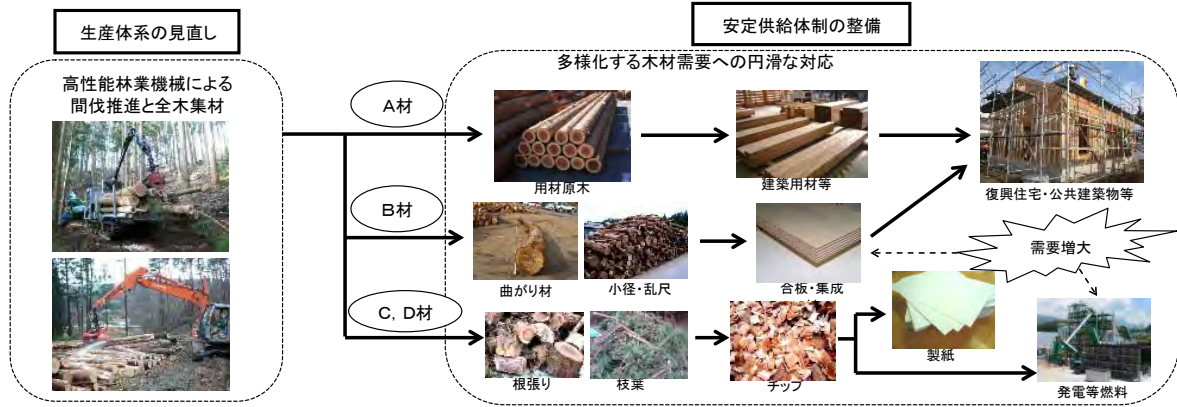 生産体系の見直し
安定供給体制の整備
高性能林業機械による
間伐推進と全木集材
多様化する木材需要への円滑な対応
A材
用材原木
建築用材等
復興住宅・公共建築物等
B材
曲がり材
小径・乱尺
合板・集成
需要増大
C，D材
根張り
枝葉
チップ
製紙
発電等燃料